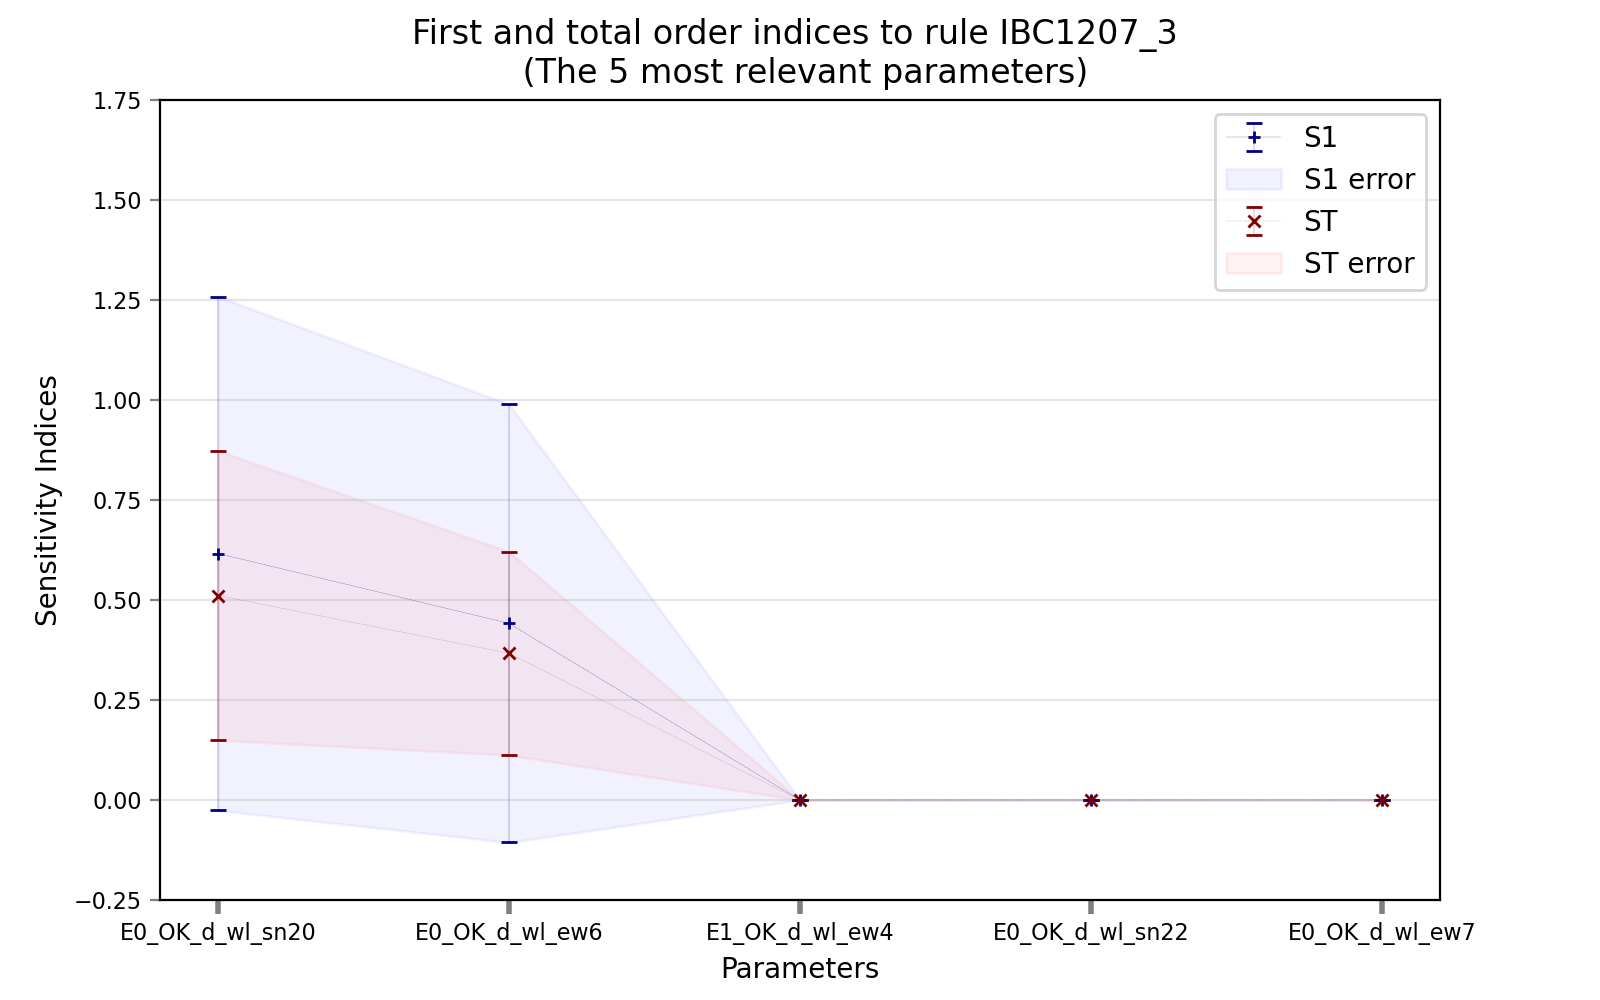 First and total order indices to rule IBC1207_3
(The 5 most relevant parameters)
1.75
1.50
1.25
1.00
0.75
0.50
0.25
0.00
−0.25
Sensitivity Indices
S1
S1 error
ST
ST error
E0_OK_d_wl_sn20 E0_OK_d_wl_ew6 E1_OK_d_wl_ew4 E0_OK_d_wl_sn22 E0_OK_d_wl_ew7
Parameters